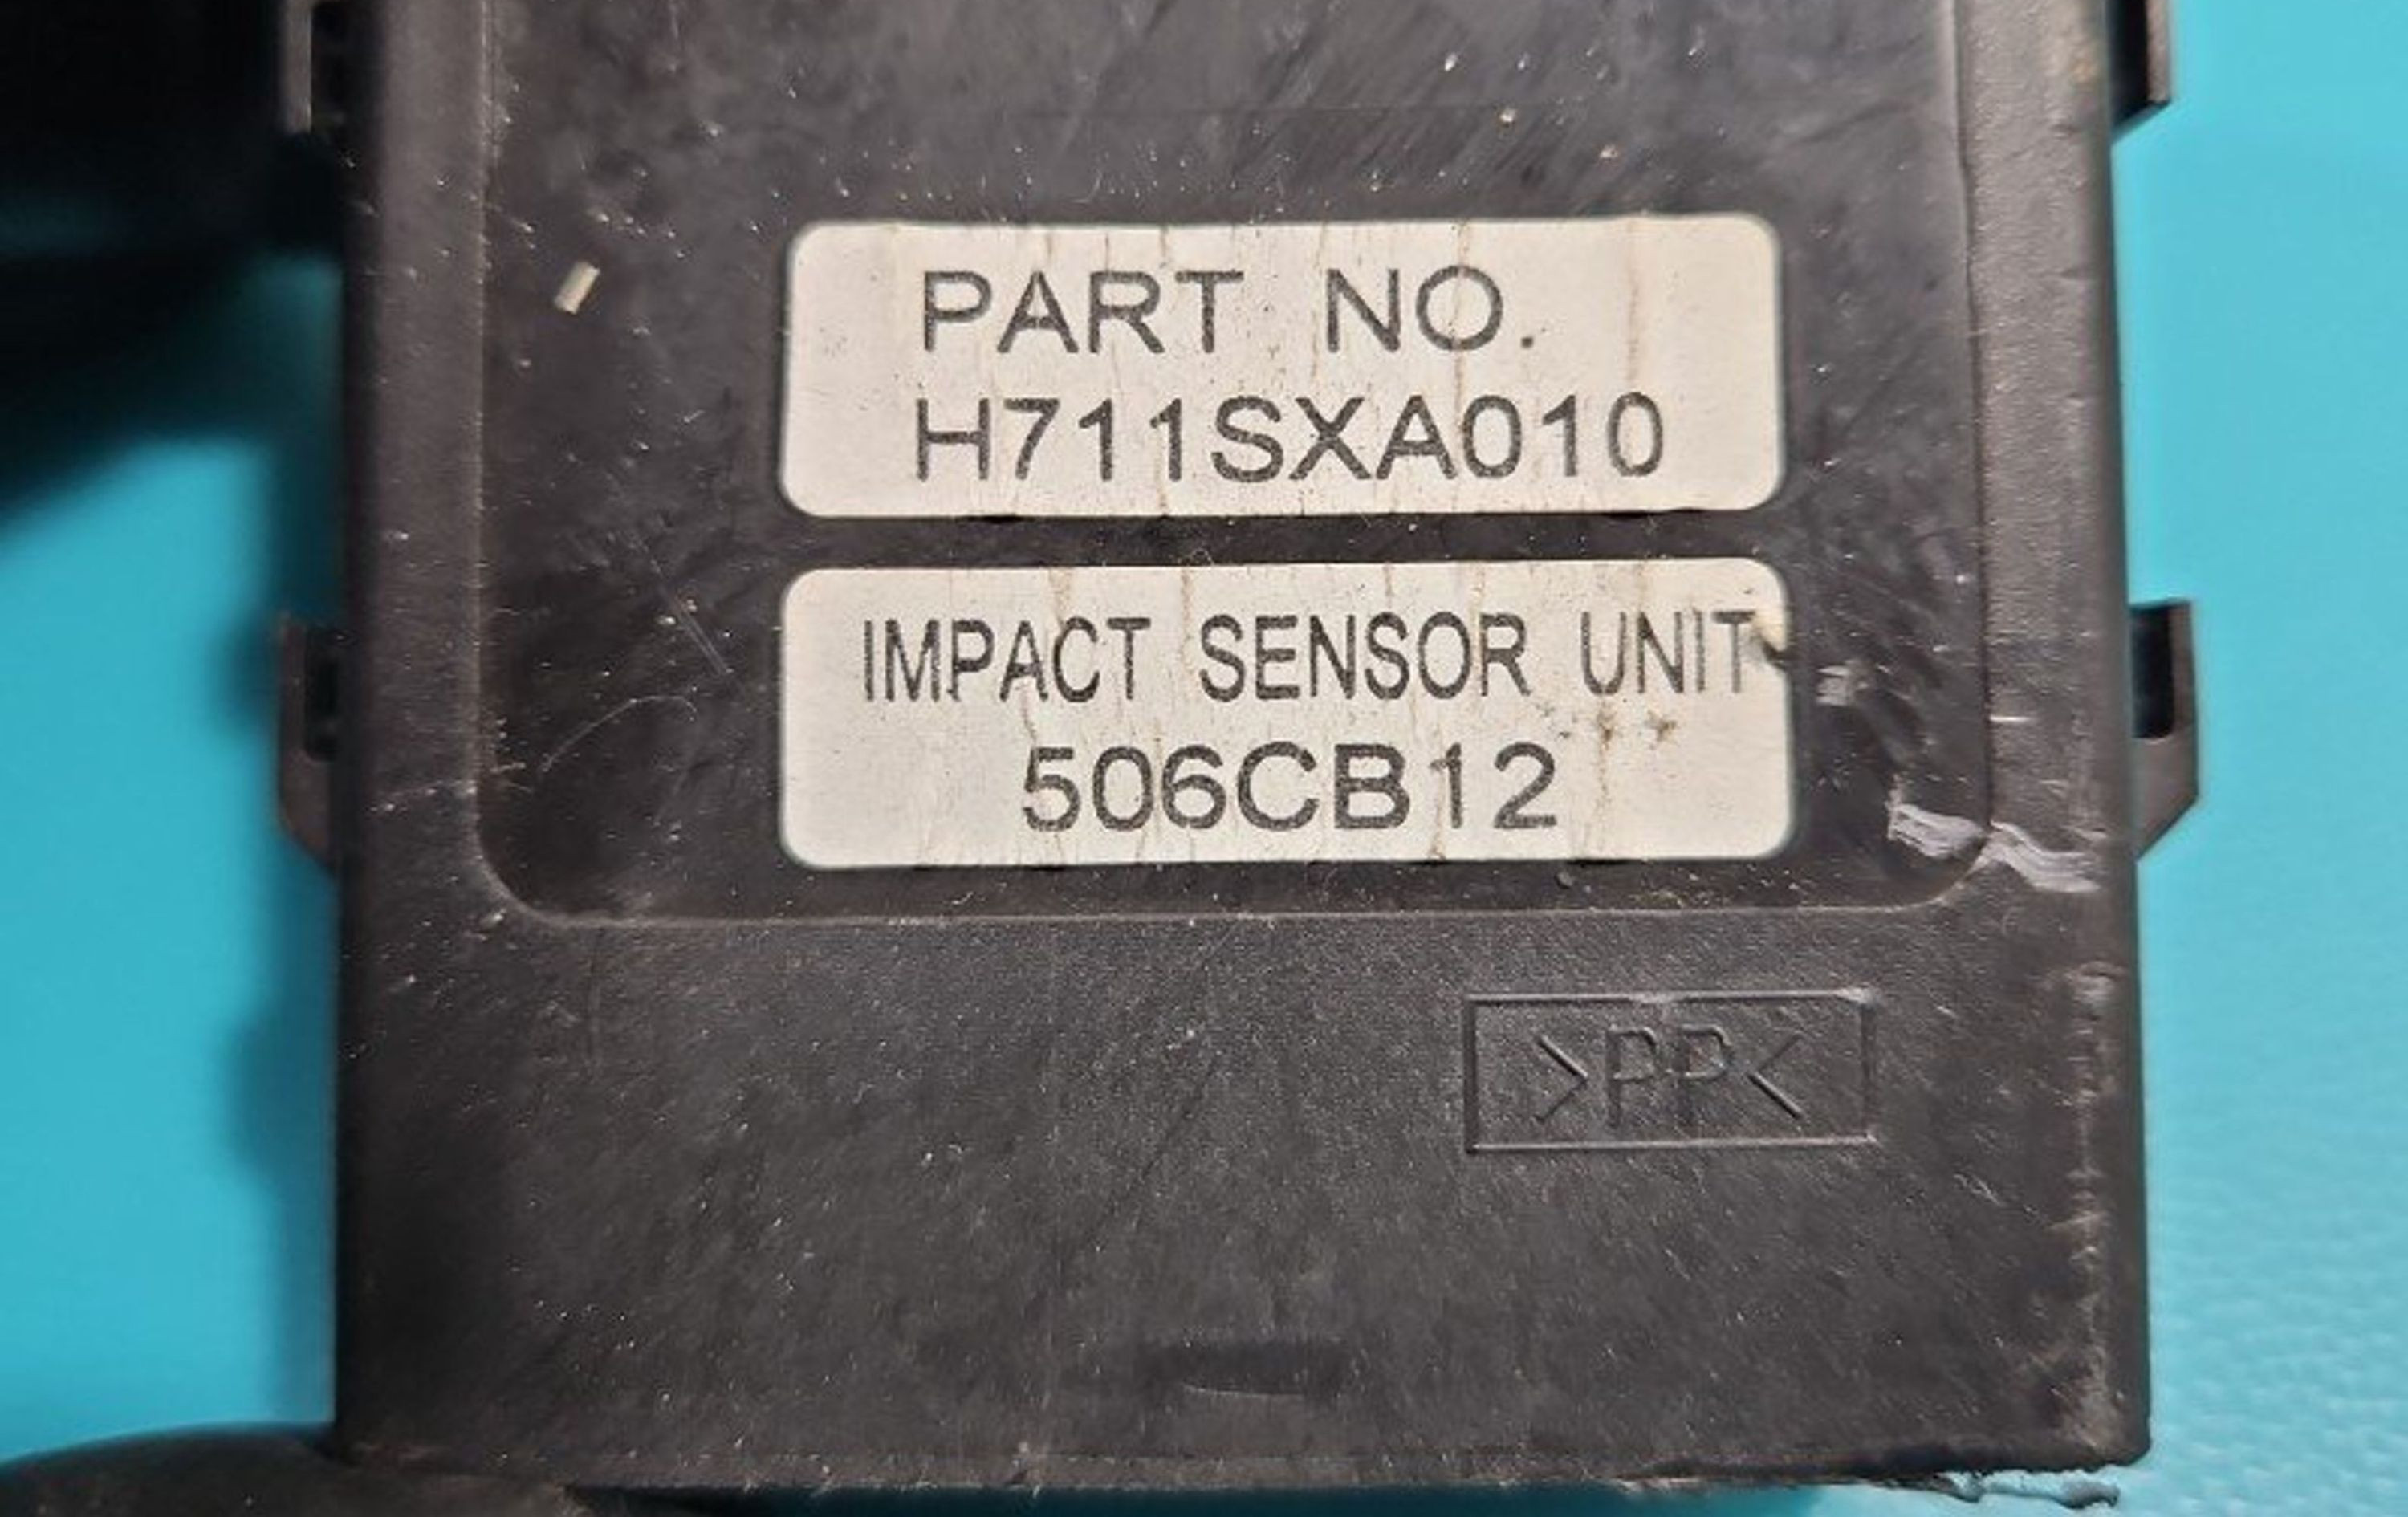 PART NO.
H711SXA010
IMPACT SENSOR UNIT
506CB12
>PP<